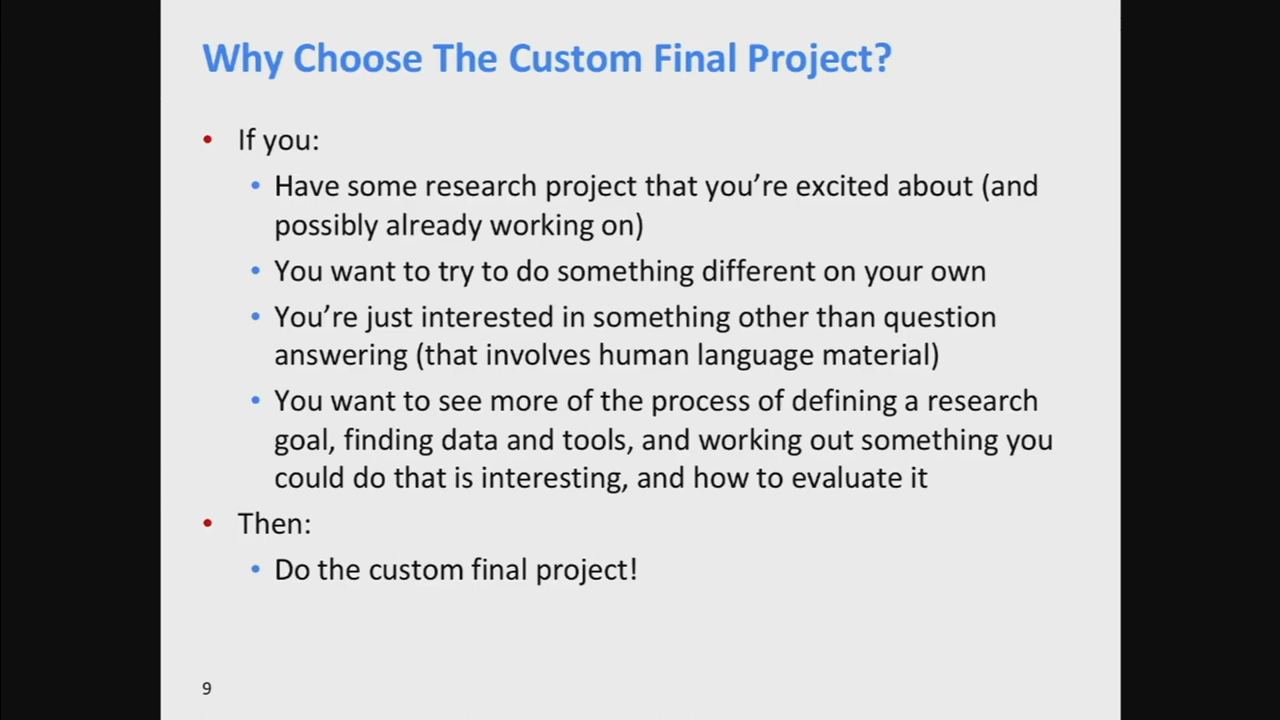 Why Choose The Custom Final Project?
• If you:
• Have some research project that you’re excited about (and
possibly already working on)
• You want to try to do something different on your own
• You’re just interested in something other than question
answering (that involves human language material)
• You want to see more of the process of defining a research
goal, finding data and tools, and working out something you
could do that is interesting, and how to evaluate it
• Then:
• Do the custom final project!
9